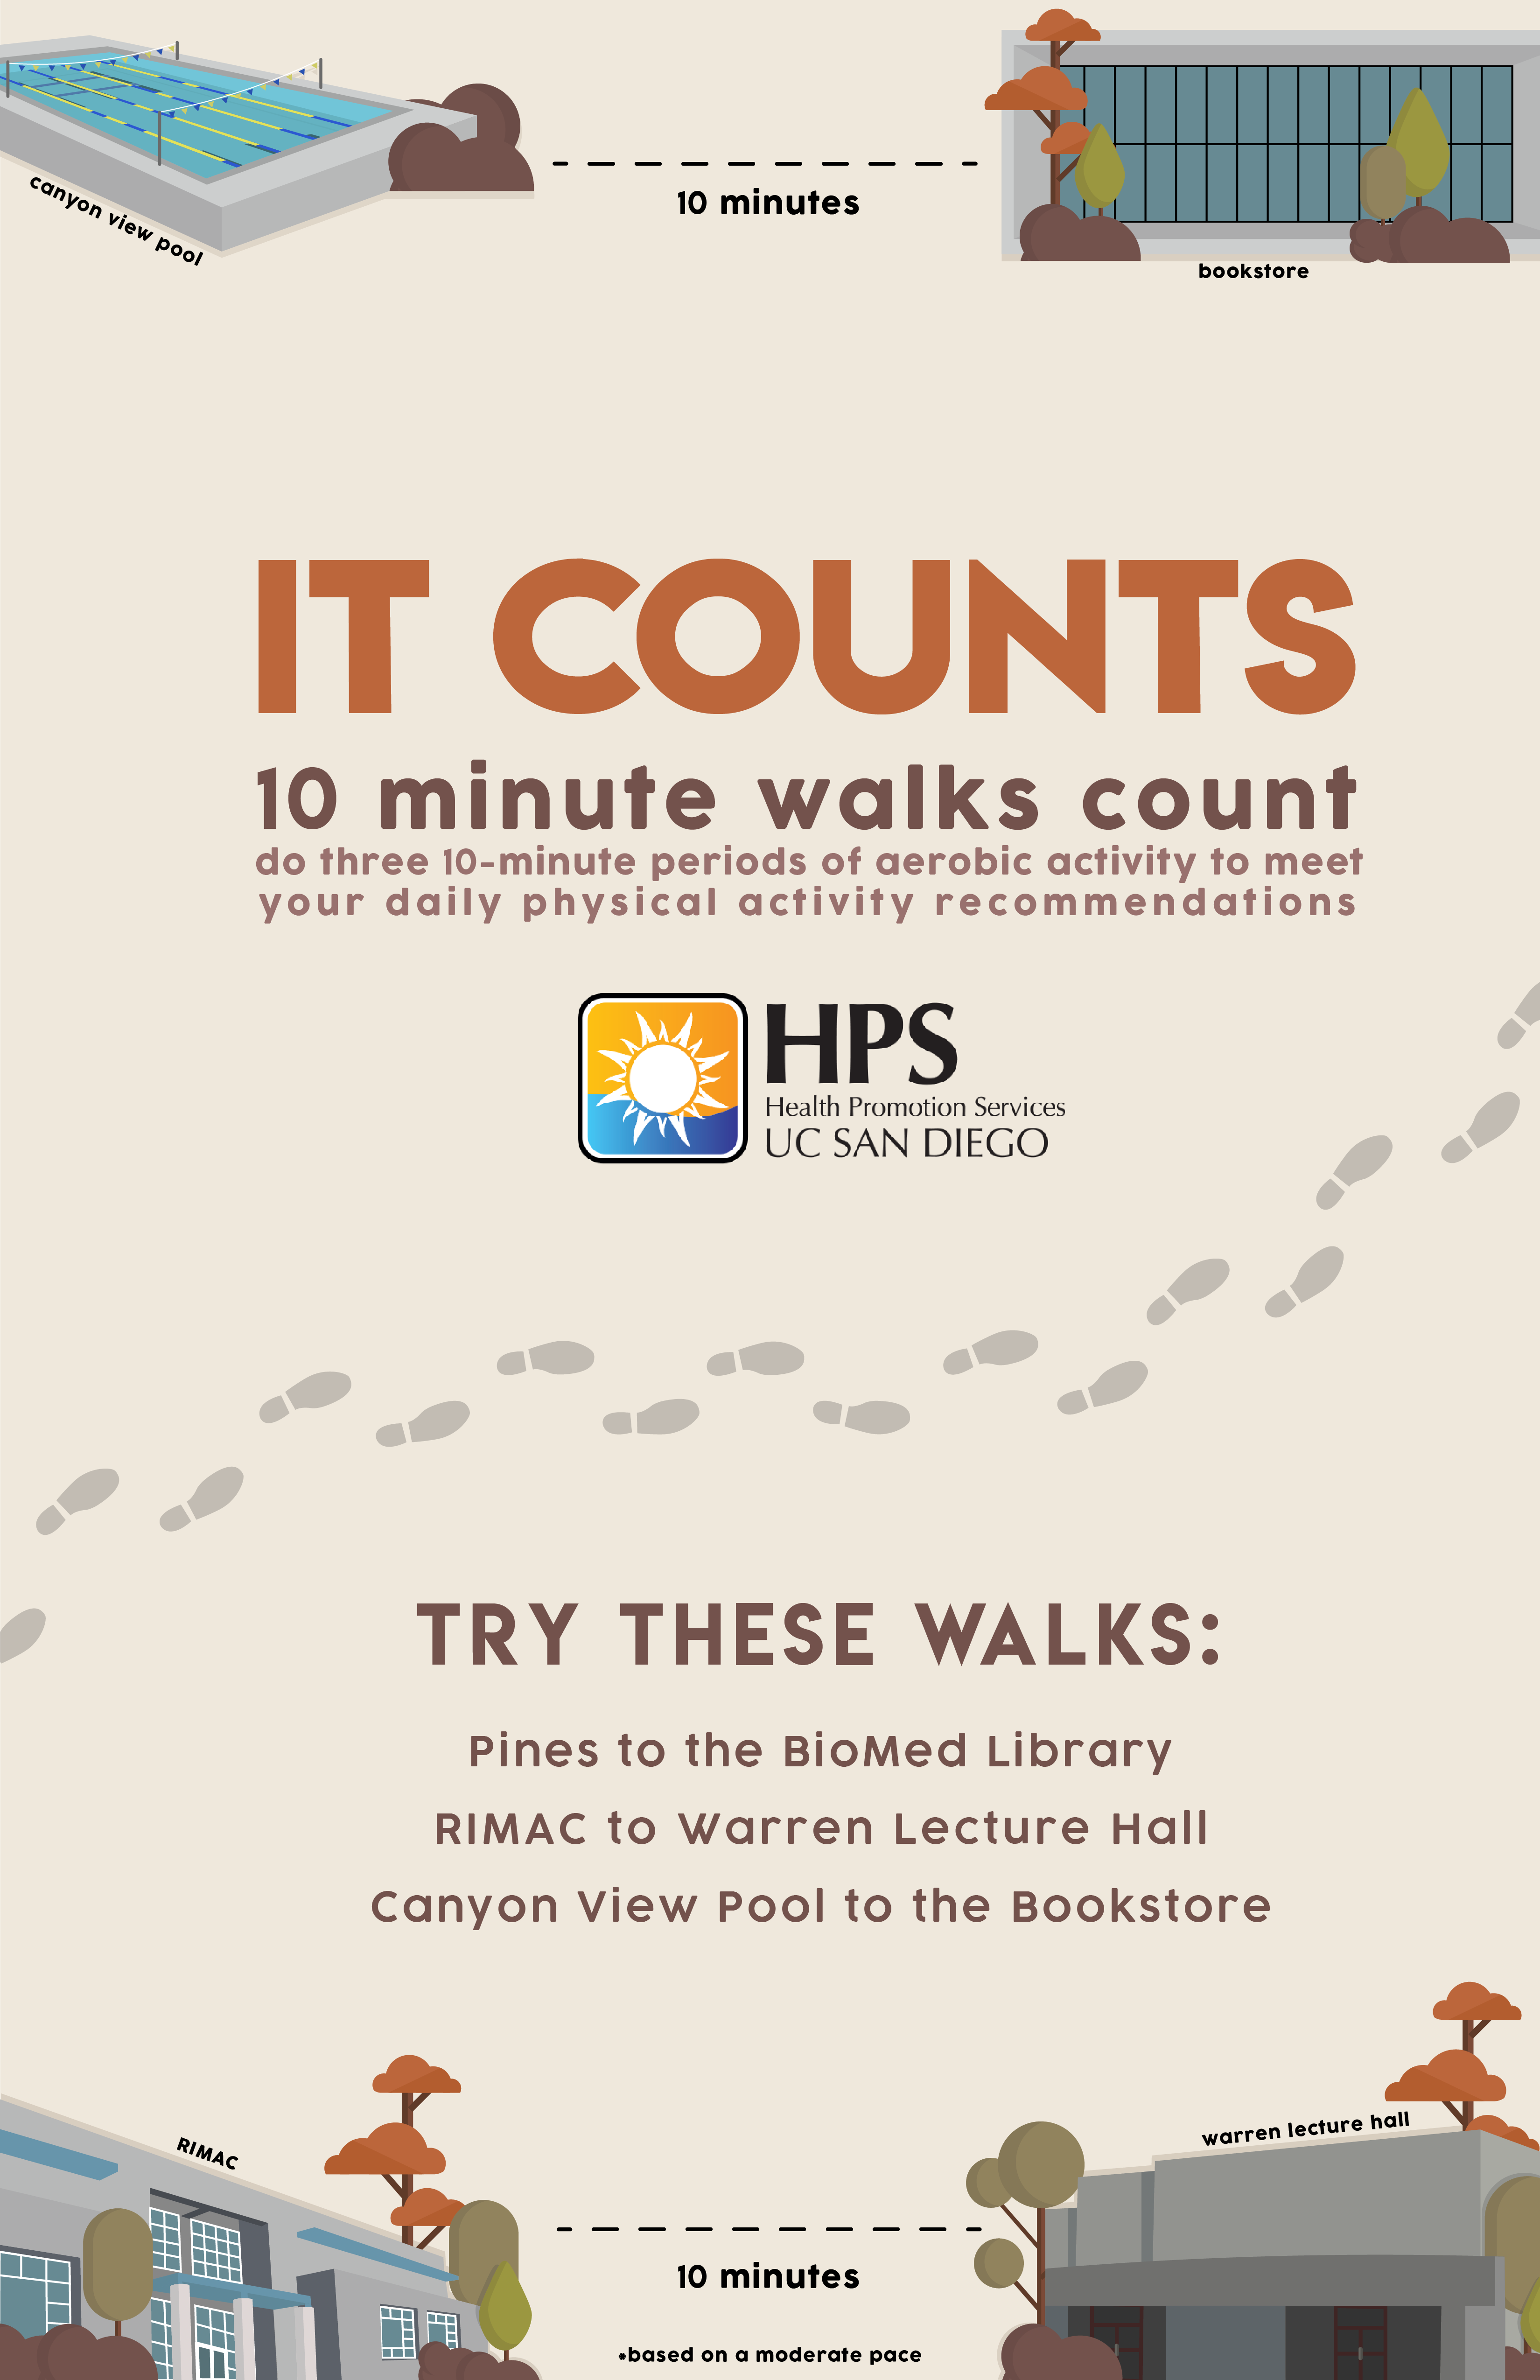 canyon view pool
10 minutes
bookstore
IT COUNTS
10 minute walks count
do three 10-minute periods of aerobic activity to meet
your daily physical activity recommendations
HPS
Health Promotion Services
UC SAN DIEGO
TRY THESE WALKS:
Pines to the BioMed Library
RIMAC to Warren Lecture Hall
Canyon View Pool to the Bookstore
RIMAC
warren lecture hall
10 minutes
*based on a moderate pace